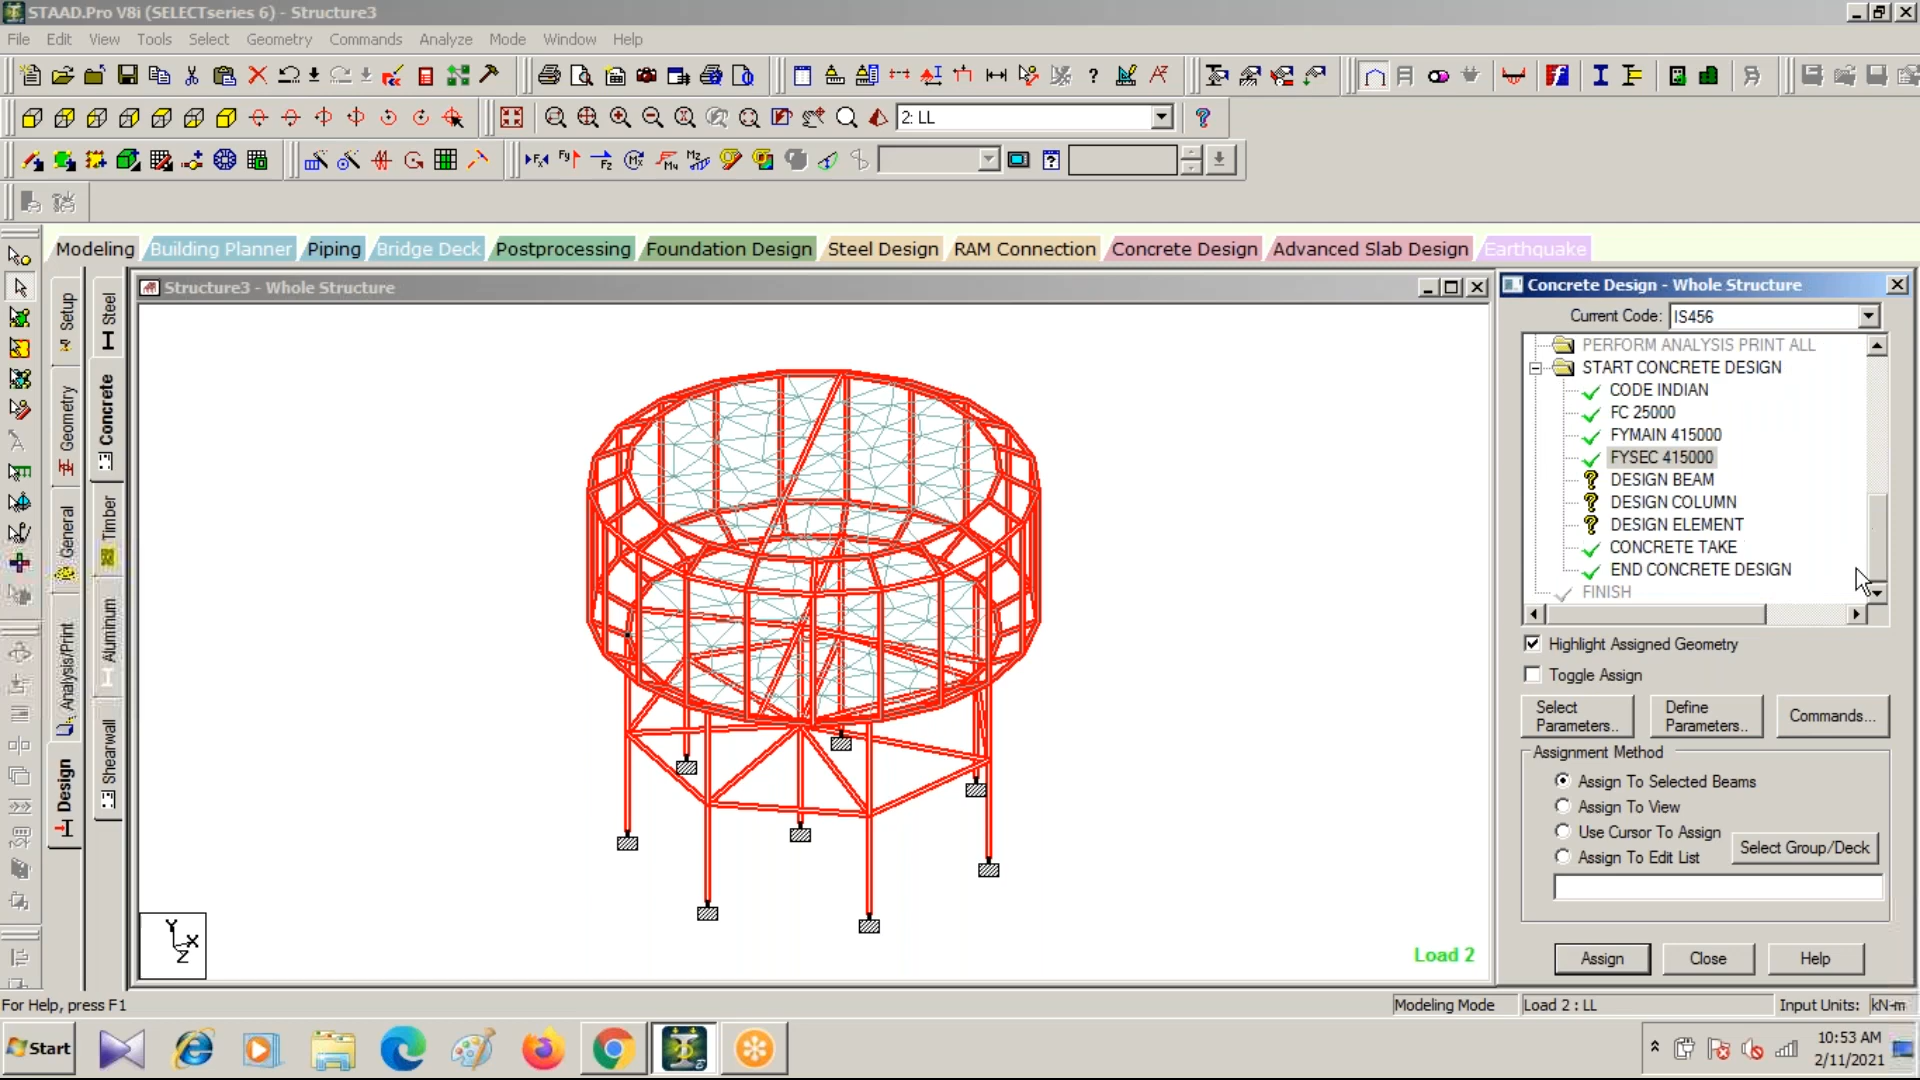 STAAD.Pro V8i (SELECTseries 6) - Structure3
File Edit View Tools Select Geometry Commands Analyze Mode Window Help
2: LL
Modeling Building Planner Piping Bridge Deck Postprocessing Foundation Design Steel Design RAM Connection Concrete Design Advanced Slab Design Earthquake
Setup
Geometry
General
Analysis/Print
Design
Steel
Concrete
Timber
Aluminum
Shearwall
Structure3 - Whole Structure
Y
X
Z
Load 2
Concrete Design - Whole Structure
Current Code: IS456
PERFORM ANALYSIS PRINT ALL
START CONCRETE DESIGN
CODE INDIAN
FC 25000
FYMAIN 415000
FYSEC 415000
DESIGN BEAM
DESIGN COLUMN
DESIGN ELEMENT
CONCRETE TAKE
END CONCRETE DESIGN
FINISH
Highlight Assigned Geometry
Toggle Assign
Select Parameters..
Define Parameters..
Commands...
Assignment Method
Assign To Selected Beams
Assign To View
Use Cursor To Assign
Assign To Edit List
Select Group/Deck
Assign Close Help
For Help, press F1
Modeling Mode Load 2 : LL Input Units: kN-m
Start
10:53 AM
2/11/2021